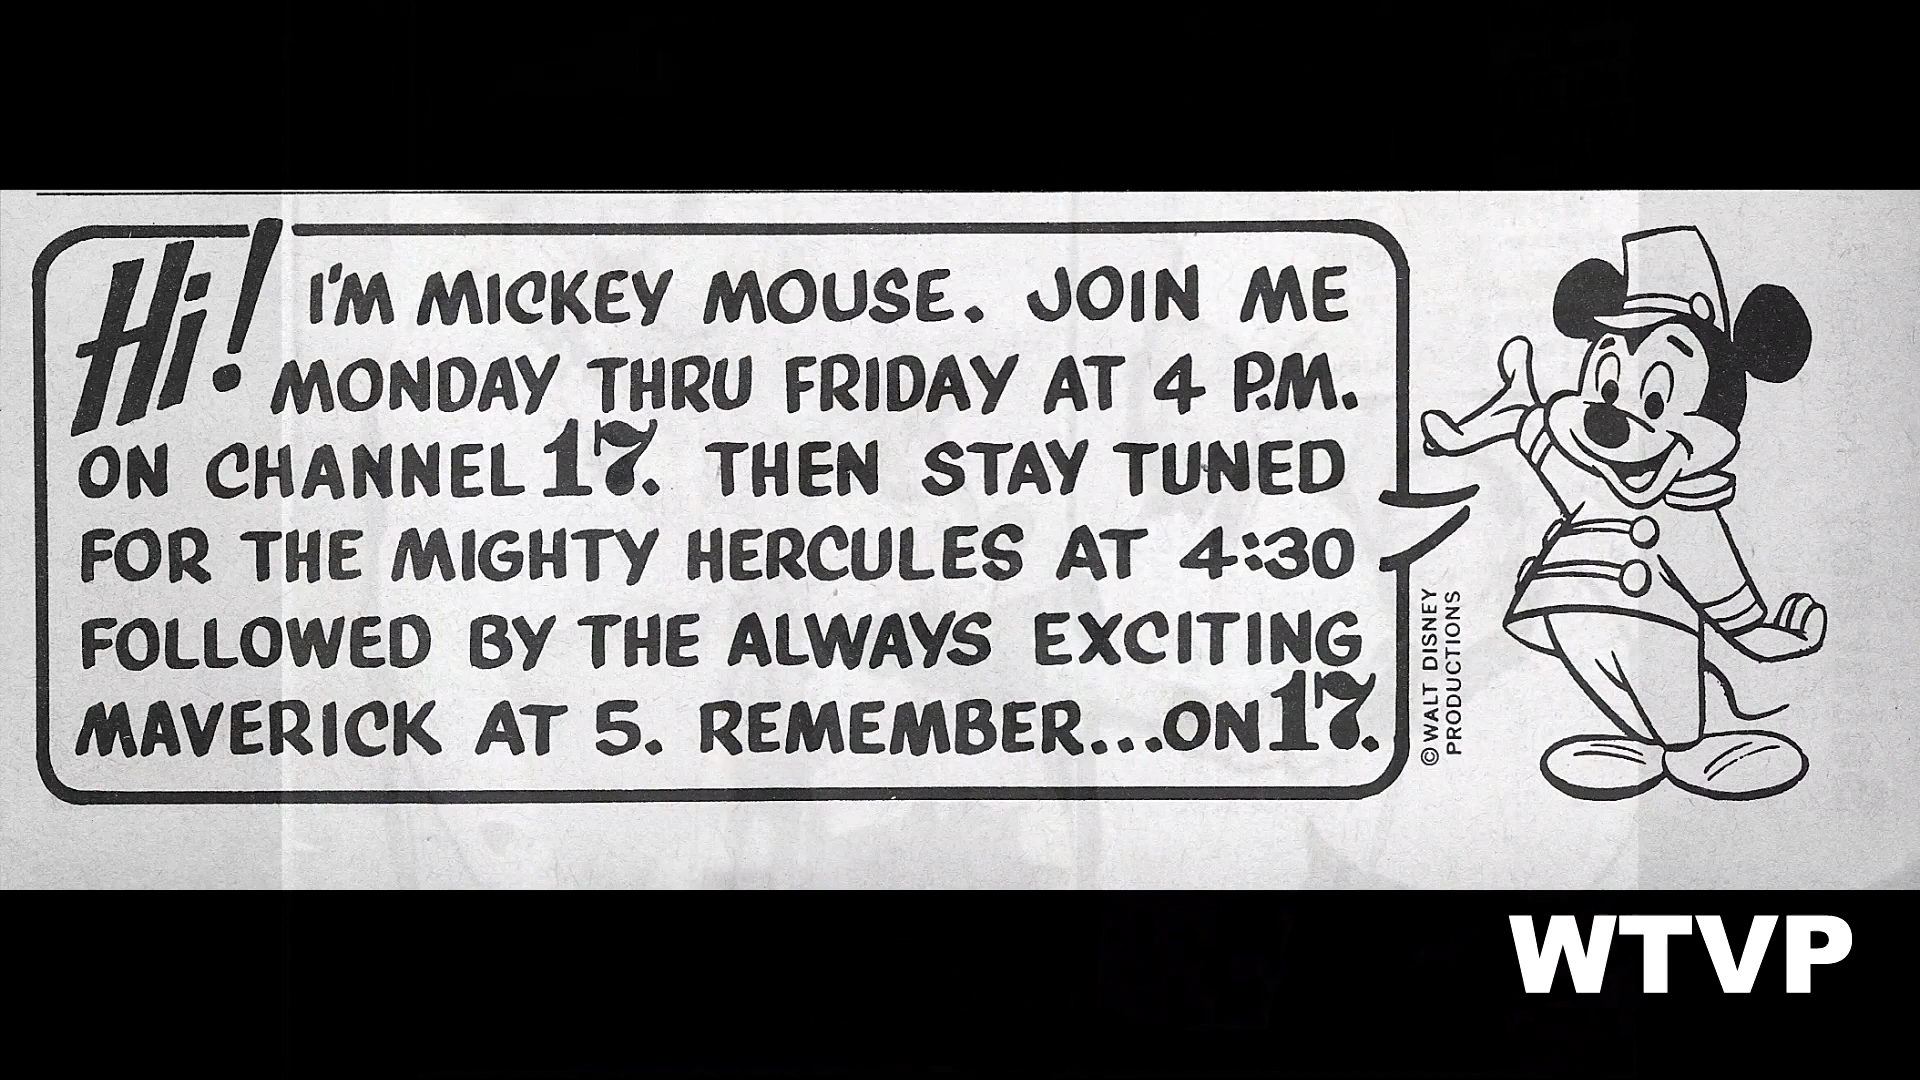 Hi! I'M MICKEY MOUSE. JOIN ME
MONDAY THRU FRIDAY AT 4 P.M.
ON CHANNEL 17. THEN STAY TUNED
FOR THE MIGHTY HERCULES AT 4:30
FOLLOWED BY THE ALWAYS EXCITING
MAVERICK AT 5. REMEMBER...ON 17.
©WALT DISNEY
PRODUCTIONS
WTVP